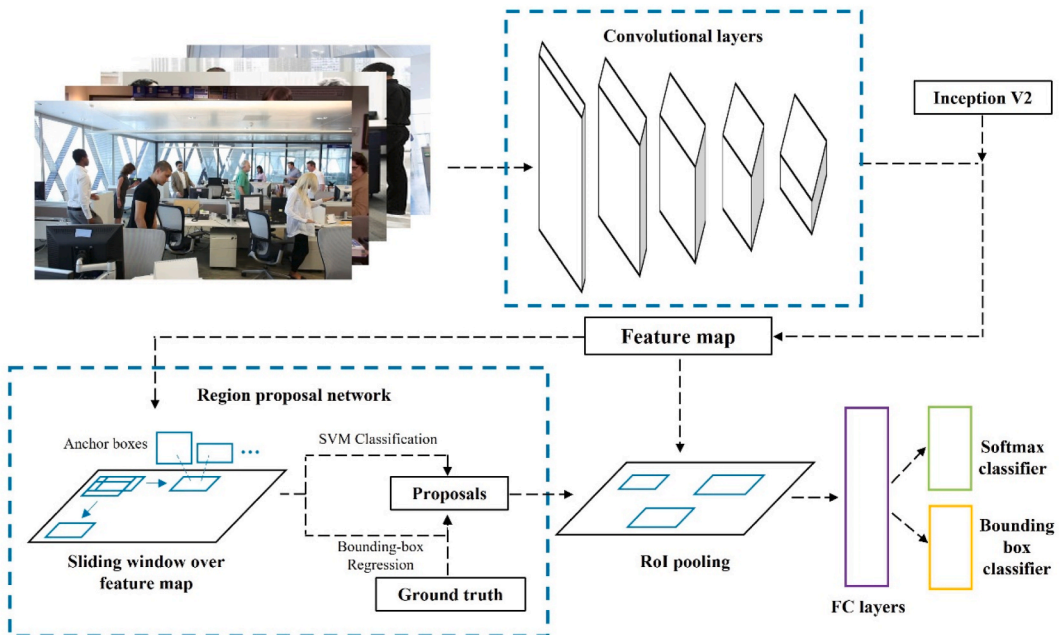 Convolutional layers
Inception V2
Feature map
Region proposal network
Anchor boxes
...
SVM Classification
Proposals
Bounding-box
Regression
Ground truth
Sliding window over
feature map
RoI pooling
FC layers
Softmax
classifier
Bounding
box
classifier